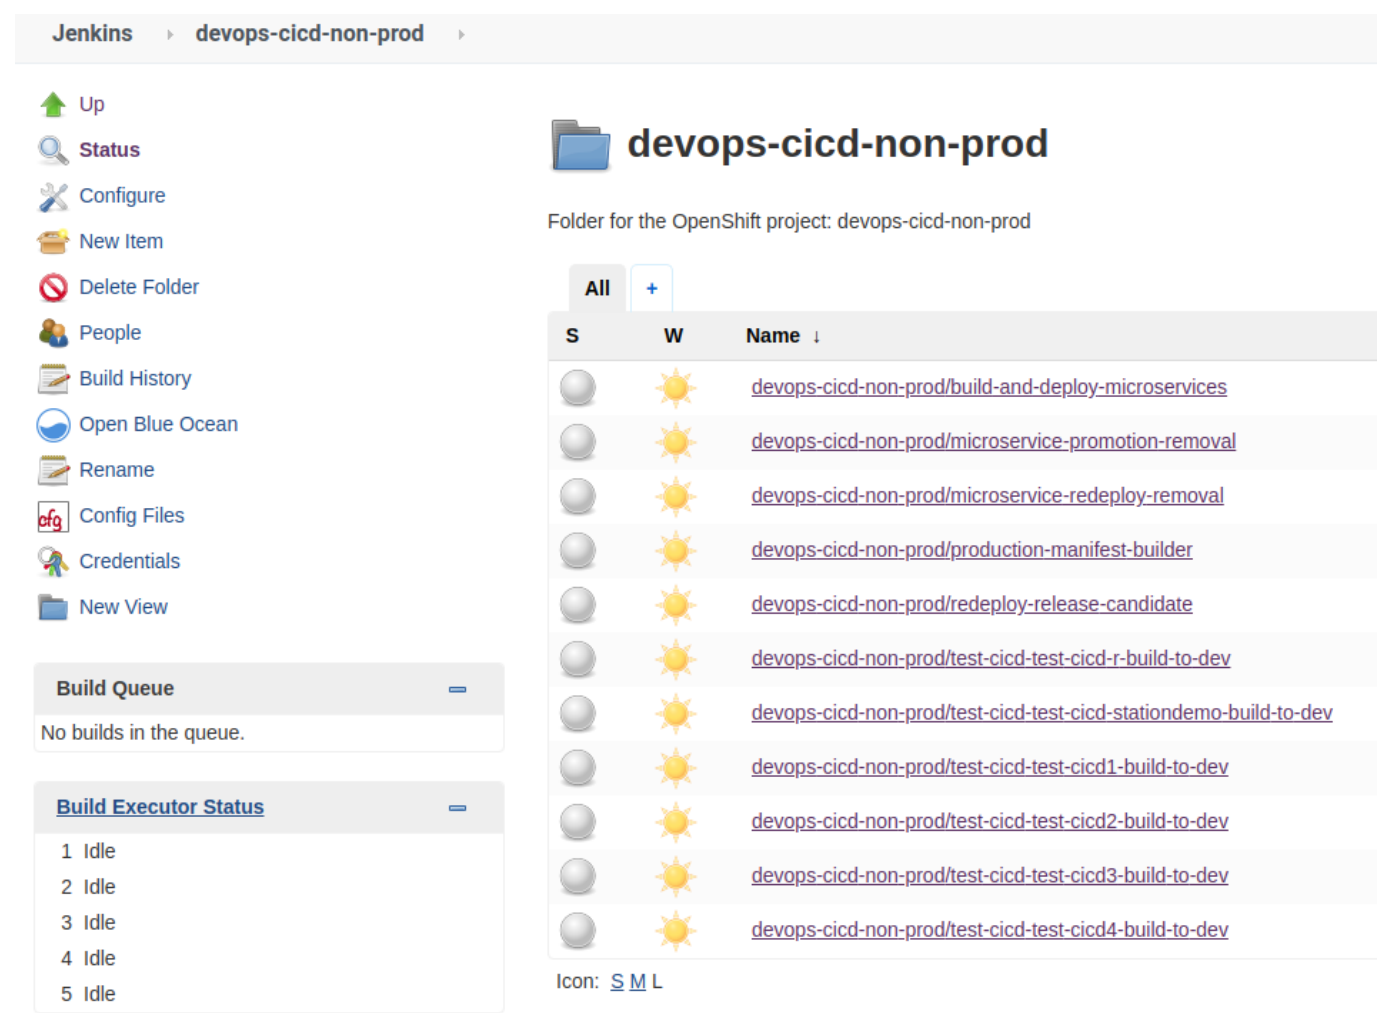 Jenkins devops-cicd-non-prod
Up
Status
Configure
New Item
Delete Folder
People
Build History
Open Blue Ocean
Rename
cfg Config Files
Credentials
New View
Build Queue
No builds in the queue.
Build Executor Status
1 Idle
2 Idle
3 Idle
4 Idle
5 Idle
devops-cicd-non-prod
Folder for the OpenShift project: devops-cicd-non-prod
All +
S W Name ↓
devops-cicd-non-prod/build-and-deploy-microservices
devops-cicd-non-prod/microservice-promotion-removal
devops-cicd-non-prod/microservice-redeploy-removal
devops-cicd-non-prod/production-manifest-builder
devops-cicd-non-prod/redeploy-release-candidate
devops-cicd-non-prod/test-cicd-test-cicd-r-build-to-dev
devops-cicd-non-prod/test-cicd-test-cicd-stationdemo-build-to-dev
devops-cicd-non-prod/test-cicd-test-cicd1-build-to-dev
devops-cicd-non-prod/test-cicd-test-cicd2-build-to-dev
devops-cicd-non-prod/test-cicd-test-cicd3-build-to-dev
devops-cicd-non-prod/test-cicd-test-cicd4-build-to-dev
Icon: S M L